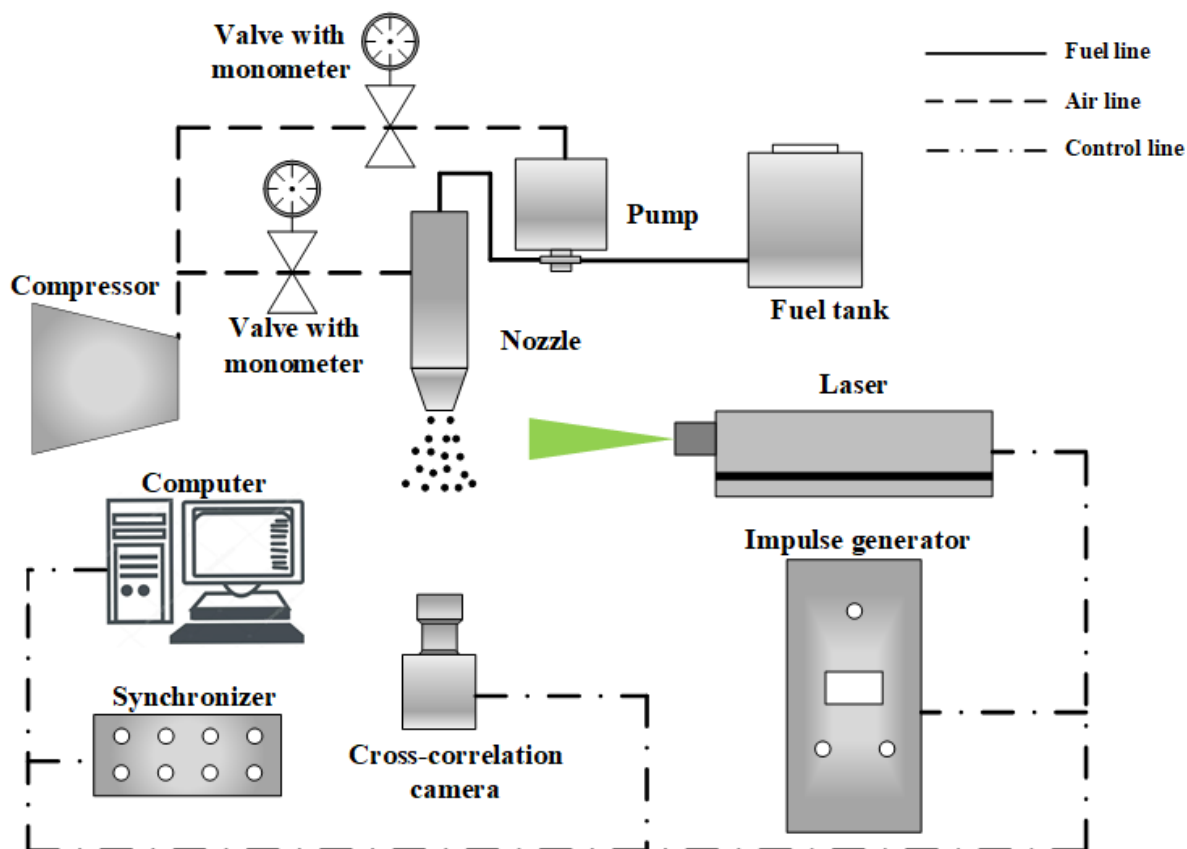 Valve with
monometer
Fuel line
Air line
Control line
Pump
Compressor
Valve with
monometer
Nozzle
Fuel tank
Laser
Computer
Impulse generator
Synchronizer
Cross-correlation
camera